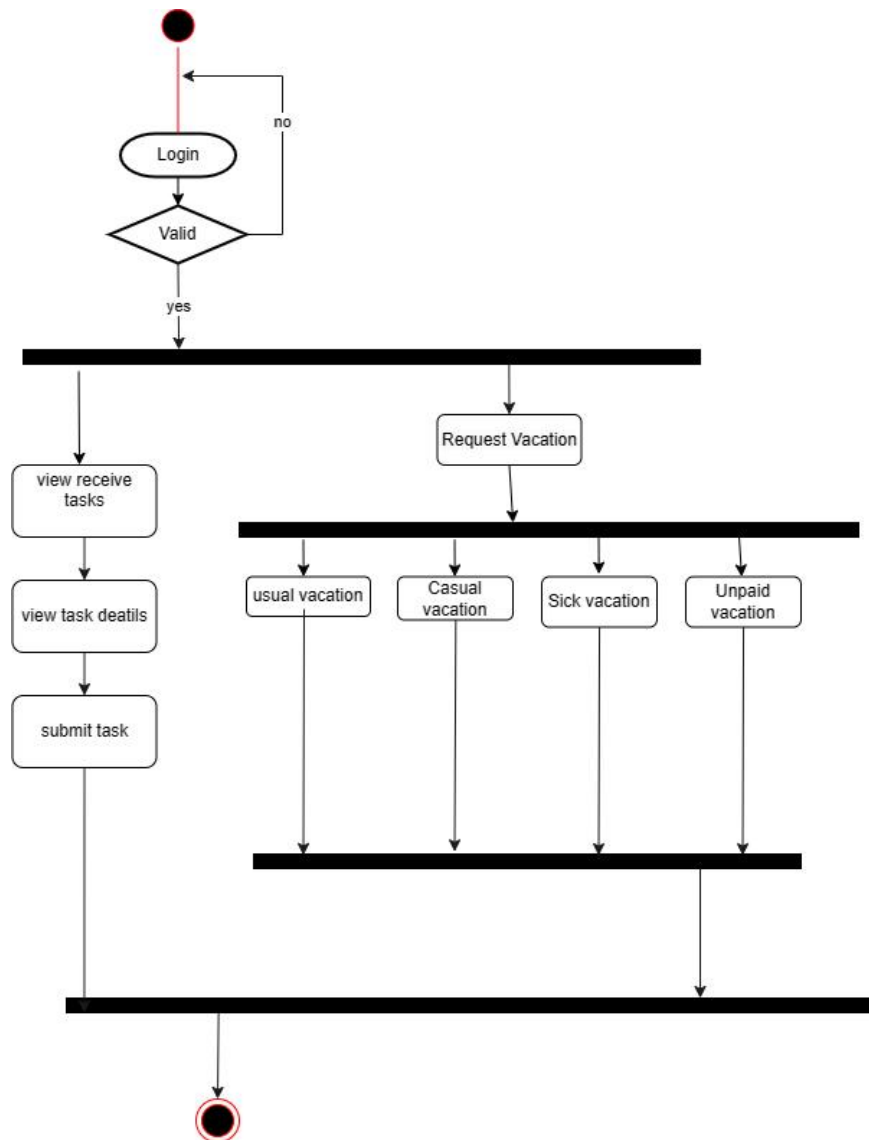 no
Login
Valid
yes
Request Vacation
view receive
tasks
usual vacation
Casual
vacation
Sick vacation
Unpaid
vacation
view task deatils
submit task